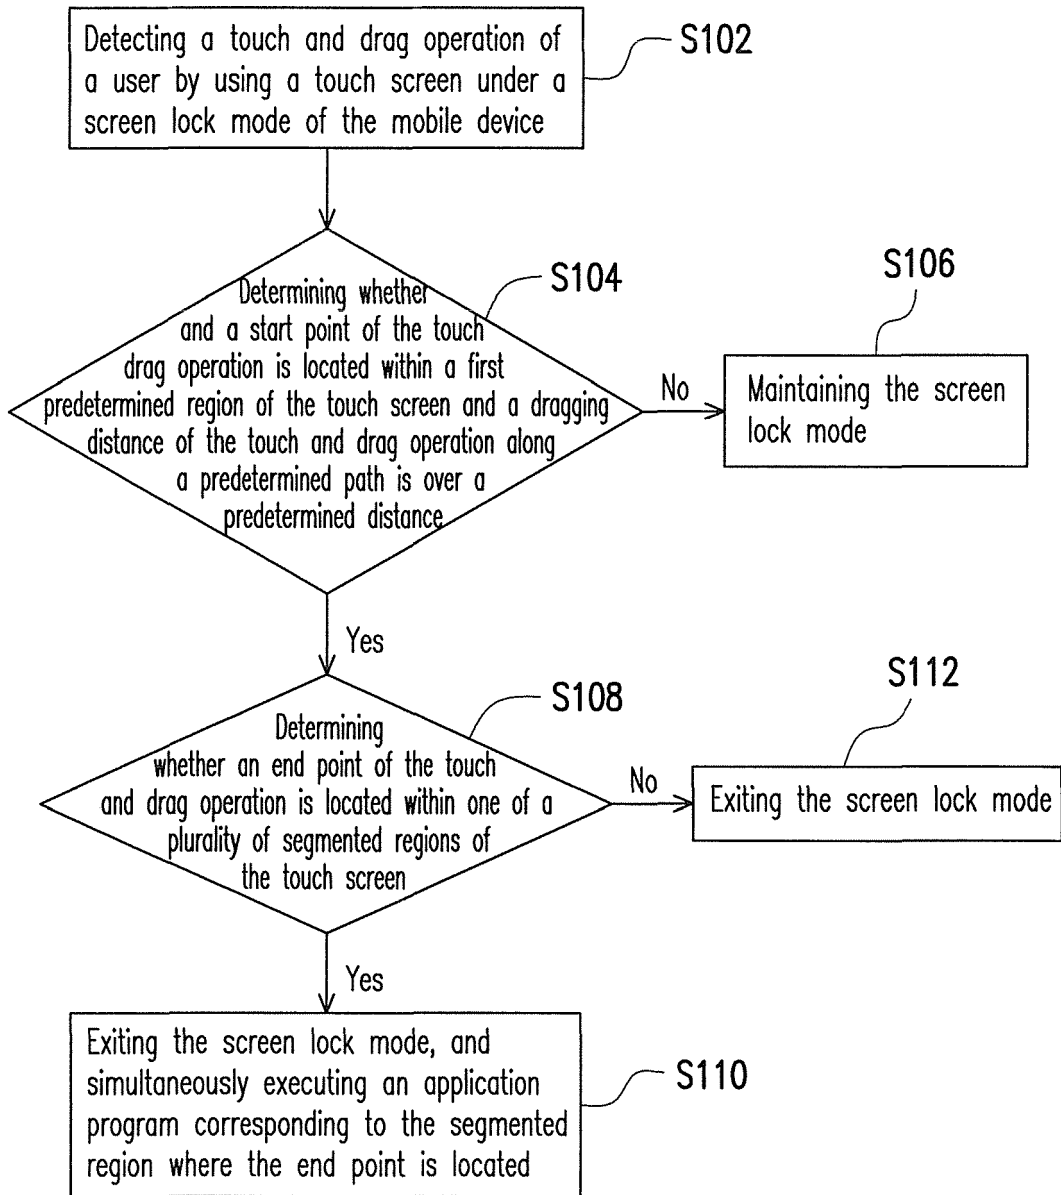 Detecting a touch and drag operation of
a user by using a touch screen under a
screen lock mode of the mobile device
S102
Determining whether
and a start point of the touch
drag operation is located within a first
predetermined region of the touch screen and a dragging
distance of the touch and drag operation along
a predetermined path is over a
predetermined distance
S104
No
S106
Maintaining the screen
lock mode
Yes
Determining
whether an end point of the touch
and drag operation is located within one of a
plurality of segmented regions of
the touch screen
S108
No
S112
Exiting the screen lock mode
Yes
Exiting the screen lock mode, and
simultaneously executing an application
program corresponding to the segmented
region where the end point is located
S110